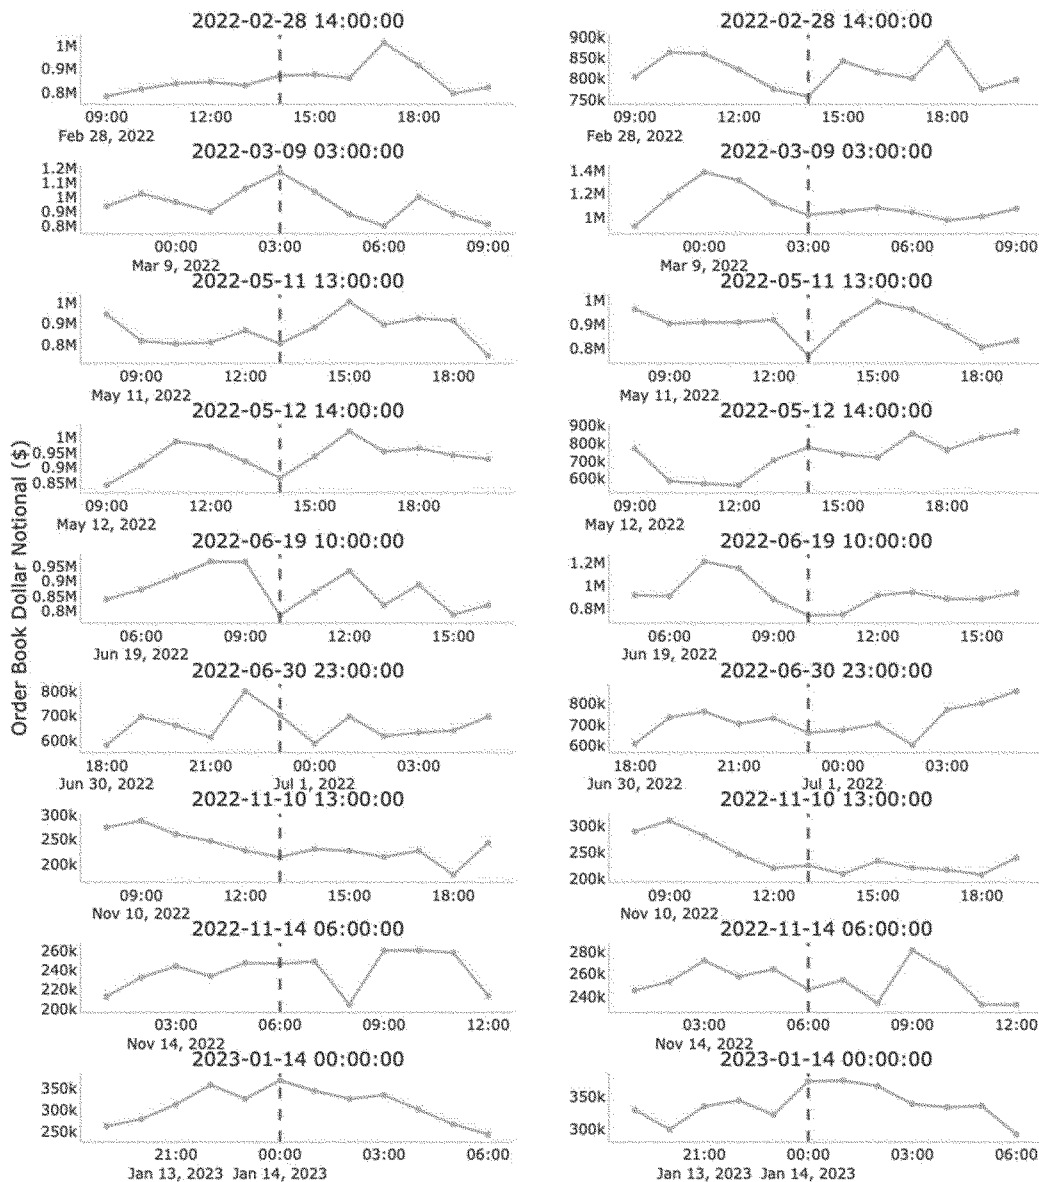 2022-02-28 14:00:00
1M
0.9M
0.8M
09:00 12:00 15:00 18:00
Feb 28, 2022
2022-02-28 14:00:00
900k
850k
800k
750k
09:00 12:00 15:00 18:00
Feb 28, 2022
2022-03-09 03:00:00
1.2M
1.1M
1M
0.9M
0.8M
00:00 03:00 06:00 09:00
Mar 9, 2022
2022-03-09 03:00:00
1.4M
1.2M
1M
00:00 03:00 06:00 09:00
Mar 9, 2022
2022-05-11 13:00:00
1M
0.9M
0.8M
09:00 12:00 15:00 18:00
May 11, 2022
2022-05-11 13:00:00
1M
0.9M
0.8M
09:00 12:00 15:00 18:00
May 11, 2022
Order Book Dollar Notional ($)
2022-05-12 14:00:00
1M
0.95M
0.9M
0.85M
09:00 12:00 15:00 18:00
May 12, 2022
2022-05-12 14:00:00
900k
800k
700k
600k
09:00 12:00 15:00 18:00
May 12, 2022
2022-06-19 10:00:00
0.95M
0.9M
0.85M
0.8M
06:00 09:00 12:00 15:00
Jun 19, 2022
2022-06-19 10:00:00
1.2M
1M
0.8M
06:00 09:00 12:00 15:00
Jun 19, 2022
2022-06-30 23:00:00
800k
700k
600k
18:00 21:00 00:00 03:00
Jun 30, 2022 Jul 1, 2022
2022-06-30 23:00:00
800k
700k
600k
18:00 21:00 00:00 03:00
Jun 30, 2022 Jul 1, 2022
2022-11-10 13:00:00
300k
250k
200k
09:00 12:00 15:00 18:00
Nov 10, 2022
2022-11-10 13:00:00
300k
250k
200k
09:00 12:00 15:00 18:00
Nov 10, 2022
2022-11-14 06:00:00
260k
240k
220k
200k
03:00 06:00 09:00 12:00
Nov 14, 2022
2022-11-14 06:00:00
280k
260k
240k
03:00 06:00 09:00 12:00
Nov 14, 2022
2023-01-14 00:00:00
350k
300k
250k
21:00 00:00 03:00 06:00
Jan 13, 2023 Jan 14, 2023
2023-01-14 00:00:00
350k
300k
21:00 00:00 03:00 06:00
Jan 13, 2023 Jan 14, 2023